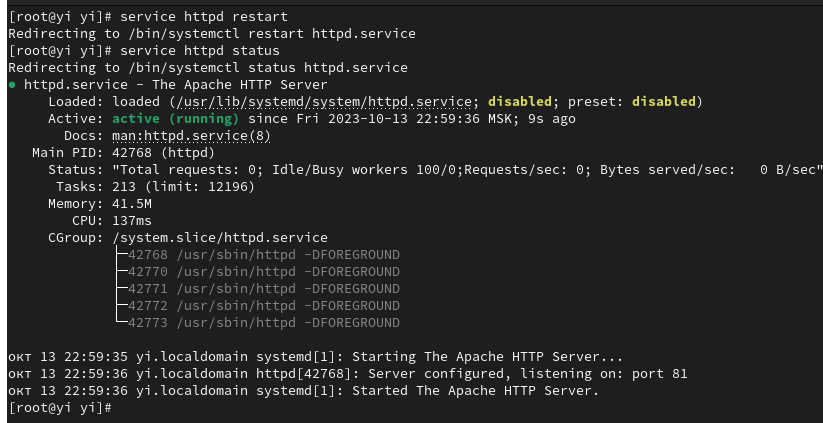 [root@yi yi]# service httpd restart
Redirecting to /bin/systemctl restart httpd.service
[root@yi yi]# service httpd status
Redirecting to /bin/systemctl status httpd.service
● httpd.service - The Apache HTTP Server
     Loaded: loaded (/usr/lib/systemd/system/httpd.service; disabled; preset: disabled)
     Active: active (running) since Fri 2023-10-13 22:59:36 MSK; 9s ago
       Docs: man:httpd.service(8)
   Main PID: 42768 (httpd)
     Status: "Total requests: 0; Idle/Busy workers 100/0;Requests/sec: 0; Bytes served/sec:   0 B/sec"
      Tasks: 213 (limit: 12196)
     Memory: 41.5M
        CPU: 137ms
     CGroup: /system.slice/httpd.service
             ├─42768 /usr/sbin/httpd -DFOREGROUND
             ├─42770 /usr/sbin/httpd -DFOREGROUND
             ├─42771 /usr/sbin/httpd -DFOREGROUND
             ├─42772 /usr/sbin/httpd -DFOREGROUND
             └─42773 /usr/sbin/httpd -DFOREGROUND

окт 13 22:59:35 yi.localdomain systemd[1]: Starting The Apache HTTP Server...
окт 13 22:59:36 yi.localdomain httpd[42768]: Server configured, listening on: port 81
окт 13 22:59:36 yi.localdomain systemd[1]: Started The Apache HTTP Server.
[root@yi yi]#